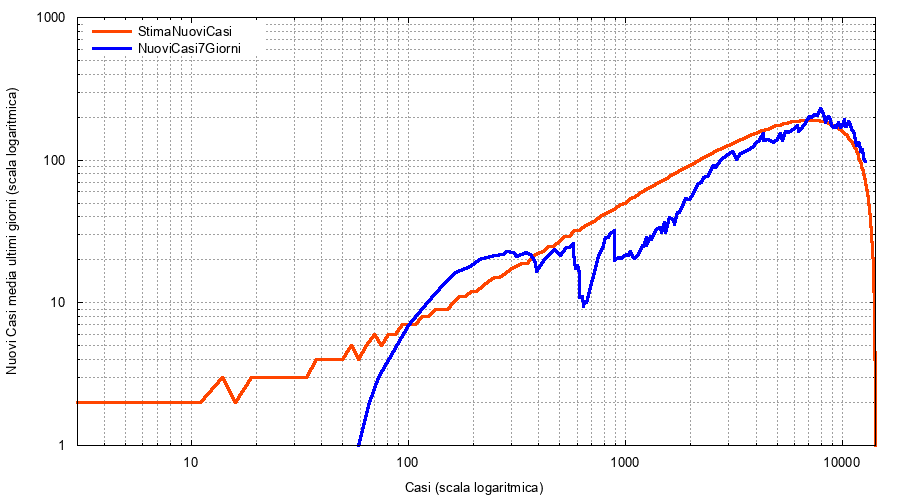 1000
StimaNuoviCasi
NuoviCasi7Giorni
100
10
1
10
100
1000
10000
Nuovi Casi media ultimi giorni (scala logaritmica)
Casi (scala logaritmica)